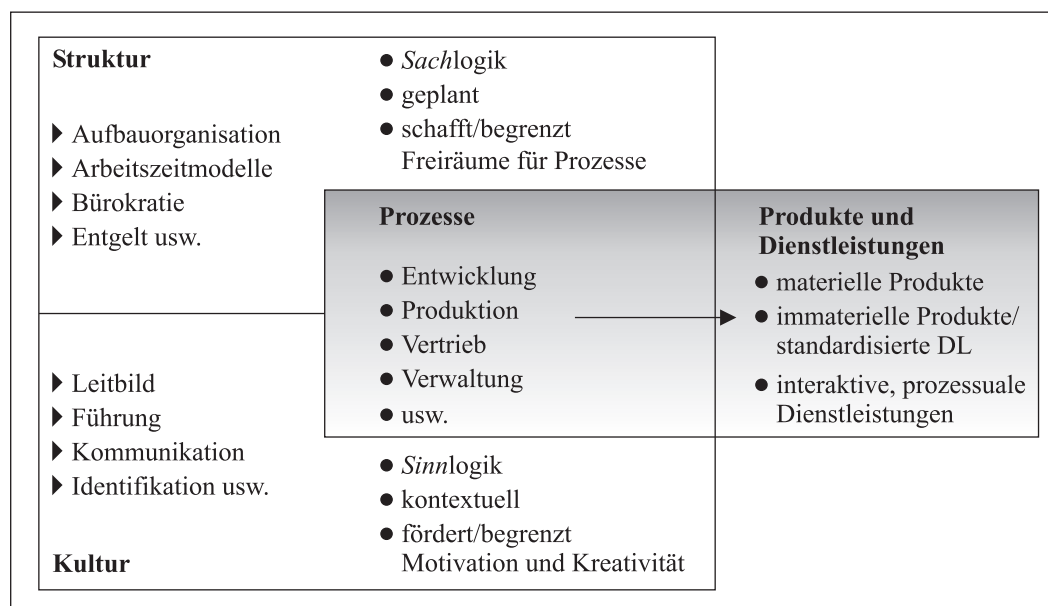 Struktur
▶ Aufbauorganisation
▶ Arbeitszeitmodelle
▶ Bürokratie
▶ Entgelt usw.
● Sachlogik
● geplant
● schafft/begrenzt
Freiräume für Prozesse
Prozesse
● Entwicklung
● Produktion
● Vertrieb
● Verwaltung
● usw.
Produkte und
Dienstleistungen
● materielle Produkte
● immaterielle Produkte/
standardisierte DL
● interaktive, prozessuale
Dienstleistungen
▶ Leitbild
▶ Führung
▶ Kommunikation
▶ Identifikation usw.
Kultur
● Sinnlogik
● kontextuell
● fördert/begrenzt
Motivation und Kreativität